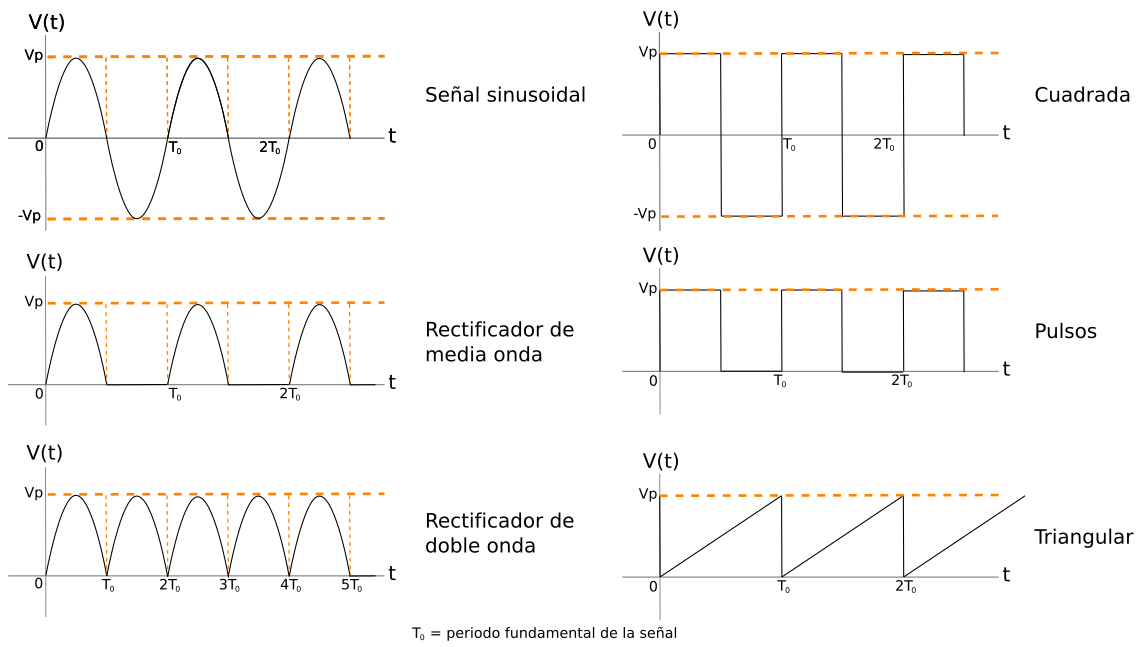 V(t)
Vp
0
T₀
2T₀
t
-Vp
Señal sinusoidal
V(t)
Vp
0
T₀
2T₀
t
-Vp
Cuadrada
V(t)
Vp
0
T₀
2T₀
t
Rectificador de
media onda
V(t)
Vp
0
T₀
2T₀
t
Pulsos
V(t)
Vp
0
T₀
2T₀
3T₀
4T₀
5T₀
t
Rectificador de
doble onda
V(t)
Vp
0
T₀
2T₀
t
Triangular
T₀ = periodo fundamental de la señal